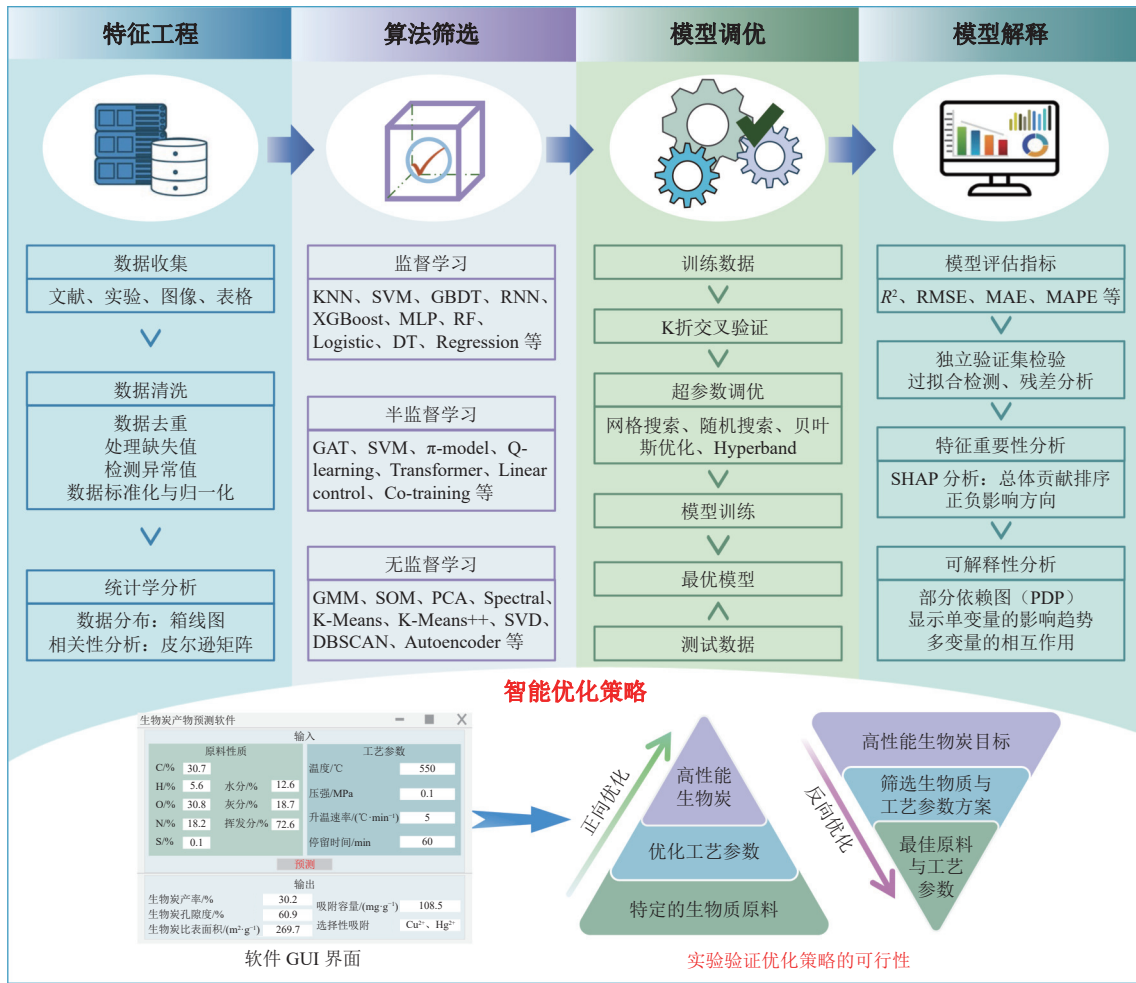 特征工程
算法筛选
模型调优
模型解释
数据收集
文献、实验、图像、表格
数据清洗
数据去重
处理缺失值
检测异常值
数据标准化与归一化
统计学分析
数据分布：箱线图
相关性分析：皮尔逊矩阵
监督学习
KNN、SVM、GBDT、RNN、
XGBoost、MLP、RF、
Logistic、DT、Regression 等
半监督学习
GAT、SVM、π-model、Q-
learning、Transformer、Linear
control、Co-training 等
无监督学习
GMM、SOM、PCA、Spectral、
K-Means、K-Means++、SVD、
DBSCAN、Autoencoder 等
训练数据
K折交叉验证
超参数调优
网格搜索、随机搜索、贝叶
斯优化、Hyperband
模型训练
最优模型
测试数据
模型评估指标
R²、RMSE、MAE、MAPE 等
独立验证集检验
过拟合检测、残差分析
特征重要性分析
SHAP 分析：总体贡献排序
正负影响方向
可解释性分析
部分依赖图（PDP）
显示单变量的影响趋势
多变量的相互作用
智能优化策略
生物炭产物预测软件
输入
原料性质
C/% 30.7
H/% 5.6 水分/% 12.6
O/% 30.8 灰分/% 18.7
N/% 18.2 挥发分/% 72.6
S/% 0.1
工艺参数
温度/℃ 550
压强/MPa 0.1
升温速率/(℃·min⁻¹) 5
停留时间/min 60
预测
输出
生物炭产率/% 30.2
生物炭孔隙度/% 60.9
生物炭比表面积/(m²·g⁻¹) 269.7
吸附容量/(mg·g⁻¹) 108.5
选择性吸附 Cu²⁺、Hg²⁺
软件 GUI 界面
正向优化
高性能
生物炭
优化工艺参数
特定的生物质原料
反向优化
高性能生物炭目标
筛选生物质与
工艺参数方案
最佳原料
与工艺
参数
实验验证优化策略的可行性